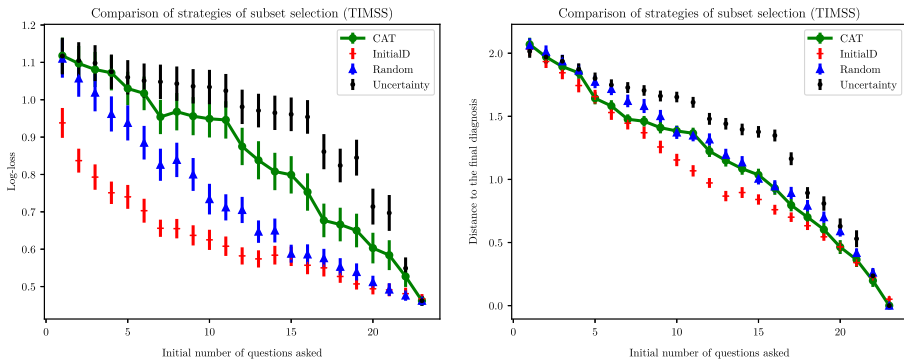 Comparison of strategies of subset selection (TIMSS)
1.2
1.1
1.0
0.9
0.8
0.7
0.6
0.5
Log-loss
CAT
InitialD
Random
Uncertainty
0
5
10
15
20
Initial number of questions asked
Comparison of strategies of subset selection (TIMSS)
2.0
1.5
1.0
0.5
0.0
Distance to the final diagnosis
CAT
InitialD
Random
Uncertainty
0
5
10
15
20
Initial number of questions asked